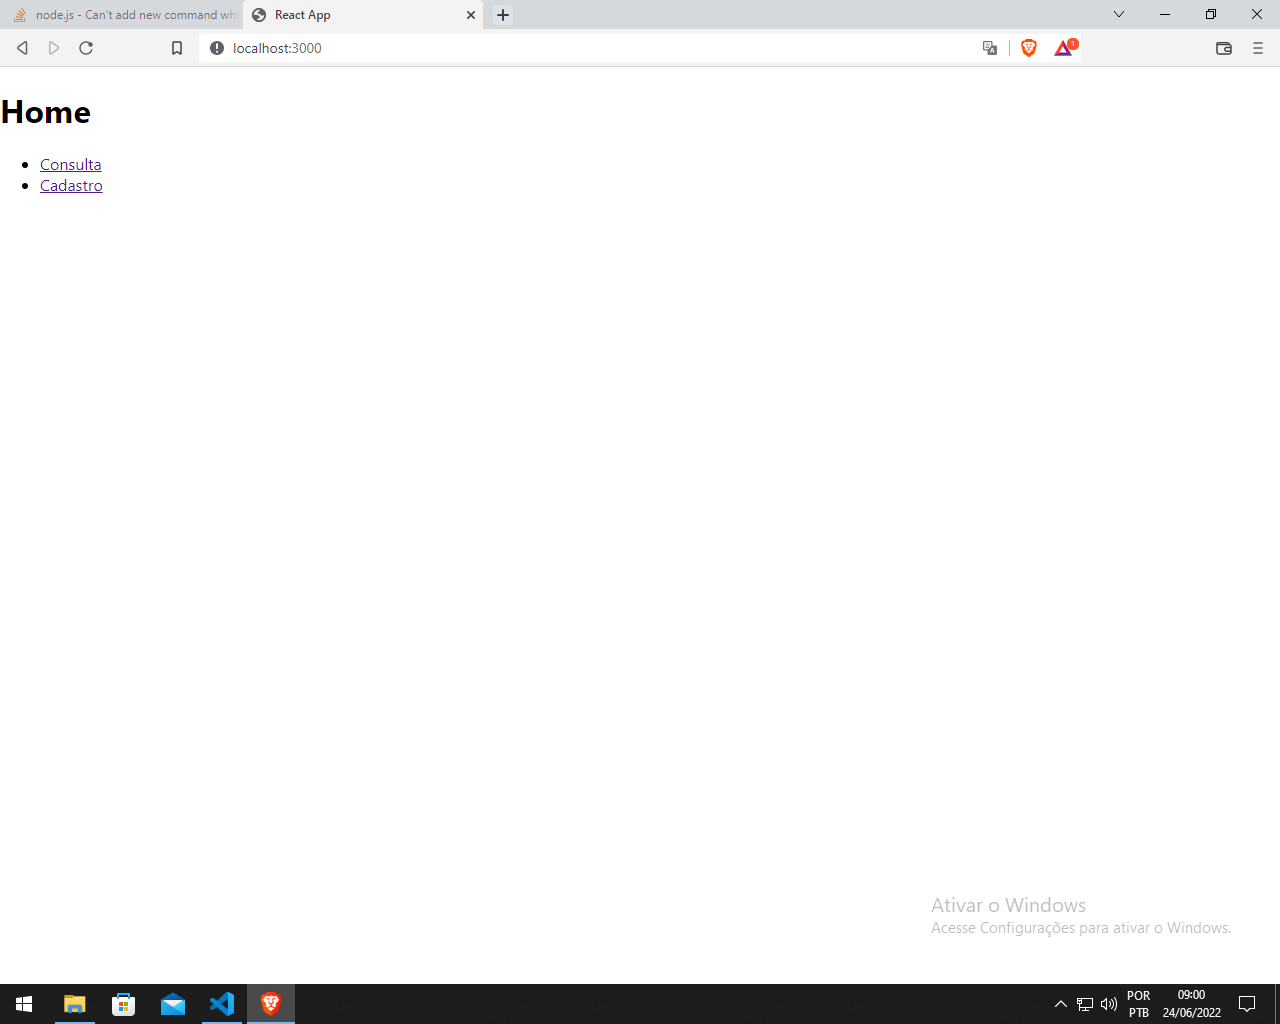 node.js - Can't add new command whe
React App
localhost:3000
1
Home
Consulta
Cadastro
Ativar o Windows
Acesse Configurações para ativar o Windows.
POR
PTB
09:00
24/06/2022